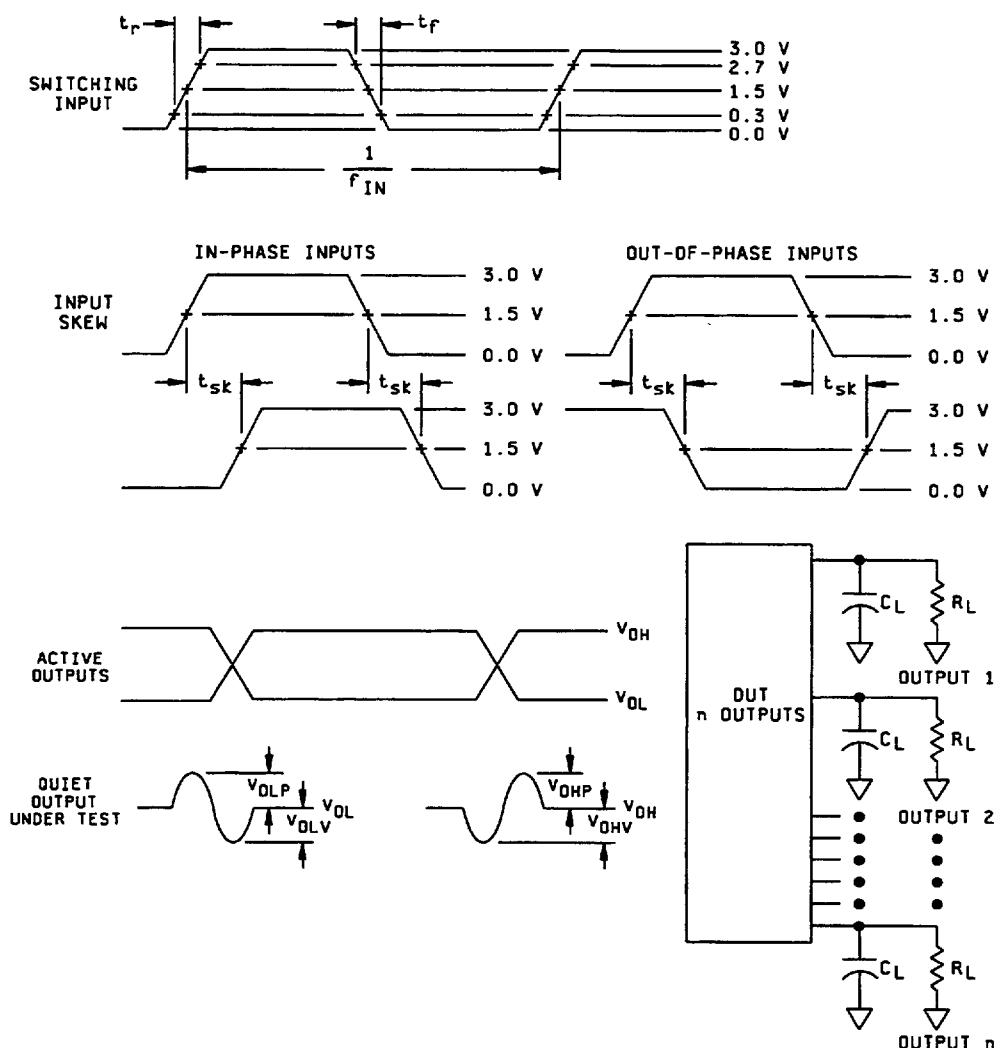 tr
tf
SWITCHING
INPUT
3.0 V
2.7 V
1.5 V
0.3 V
0.0 V
1
fIN
IN-PHASE INPUTS
OUT-OF-PHASE INPUTS
INPUT
SKEW
3.0 V
1.5 V
0.0 V
3.0 V
1.5 V
0.0 V
tsk
tsk
tsk
tsk
3.0 V
1.5 V
0.0 V
3.0 V
1.5 V
0.0 V
ACTIVE
OUTPUTS
VOH
VOL
QUIET
OUTPUT
UNDER TEST
VOLP
VOL
VOLV
VOHP
VOH
VOHV
DUT
n OUTPUTS
CL
RL
OUTPUT 1
CL
RL
OUTPUT 2
CL
RL
OUTPUT n